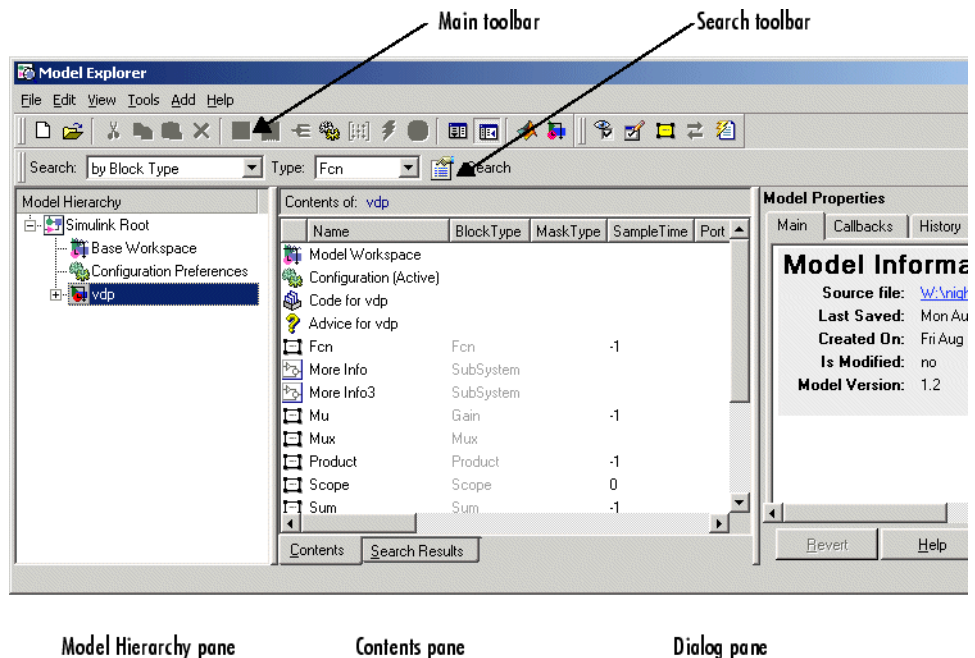 Main toolbar Search toolbar
Model Explorer
File Edit View Tools Add Help
Search: by Block Type Type: Fcn Search
Model Hierarchy
Simulink Root
Base Workspace
Configuration Preferences
vdp
Contents of: vdp
Name BlockType MaskType SampleTime Port
Model Workspace
Configuration (Active)
Code for vdp
Advice for vdp
Fcn Fcn -1
More Info SubSystem
More Info3 SubSystem
Mu Gain -1
Mux Mux
Product Product -1
Scope Scope 0
Sum Sum -1
Contents Search Results
Model Properties
Main Callbacks History
Model Informa
Source file: W:\nigh
Last Saved: Mon Au
Created On: Fri Aug
Is Modified: no
Model Version: 1.2
Revert Help
Model Hierarchy pane Contents pane Dialog pane